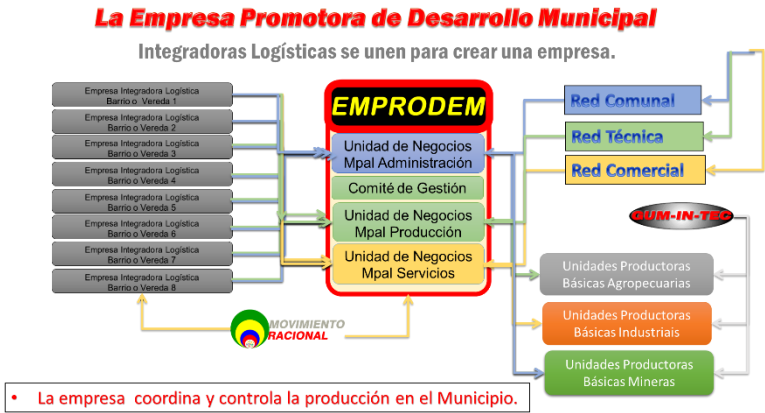 La Empresa Promotora de Desarrollo Municipal
Integradoras Logísticas se unen para crear una empresa.
Empresa Integradora Logística
Barrio o Vereda 1
Empresa Integradora Logística
Barrio o Vereda 2
Empresa Integradora Logística
Barrio o Vereda 3
Empresa Integradora Logística
Barrio o Vereda 4
Empresa Integradora Logística
Barrio o Vereda 5
Empresa Integradora Logística
Barrio o Vereda 6
Empresa Integradora Logística
Barrio o Vereda 7
Empresa Integradora Logística
Barrio o Vereda 8
EMPRODEM
Unidad de Negocios
Mpal Administración
Comité de Gestión
Unidad de Negocios
Mpal Producción
Unidad de Negocios
Mpal Servicios
Red Comunal
Red Técnica
Red Comercial
GUM-IN-TEC
Unidades Productoras
Básicas Agropecuarias
Unidades Productoras
Básicas Industriais
Unidades Productoras
Básicas Mineras
MOVIMIENTO
RACIONAL
• La empresa coordina y controla la producción en el Municipio.